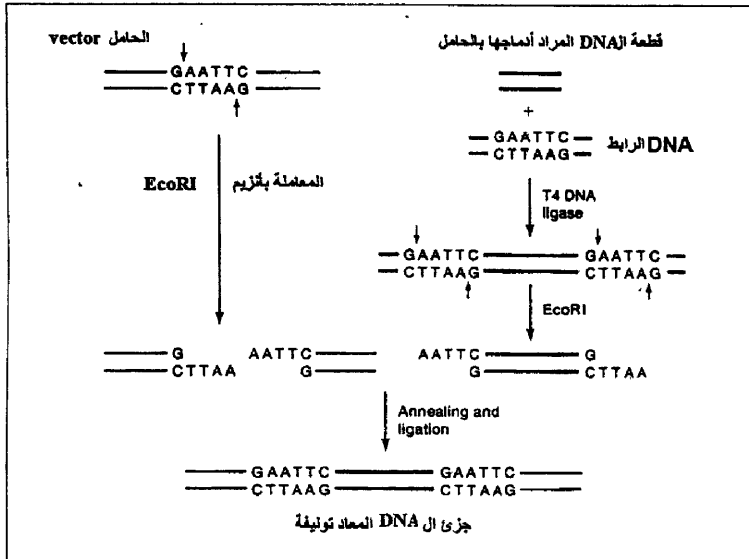 الحامل vector
GAATTC
CTTAAG
قطعة الDNA المراد أدماجها بالحامل
+
GAATTC
CTTAAG
DNA الرابط
EcoRI
المعاملة بأنزيم
T4 DNA
ligase
GAATTC GAATTC
CTTAAG CTTAAG
EcoRI
G AATTC
CTTAA G
AATTC G
G CTTAA
Annealing and
ligation
GAATTC GAATTC
CTTAAG CTTAAG
جزئ ال DNA المعاد توليفة